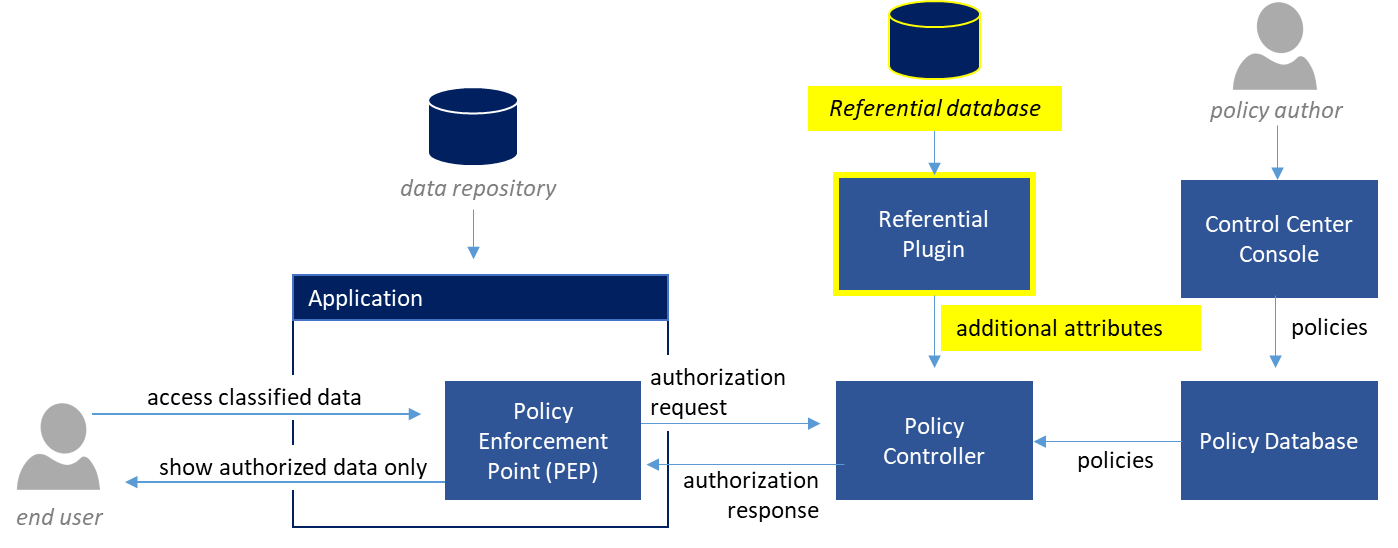 Referential database
policy author
data repository
Referential
Plugin
Control Center
Console
Application
additional attributes
policies
access classified data
authorization
request
Policy
Enforcement
Point (PEP)
Policy
Controller
Policy Database
show authorized data only
policies
authorization
response
end user